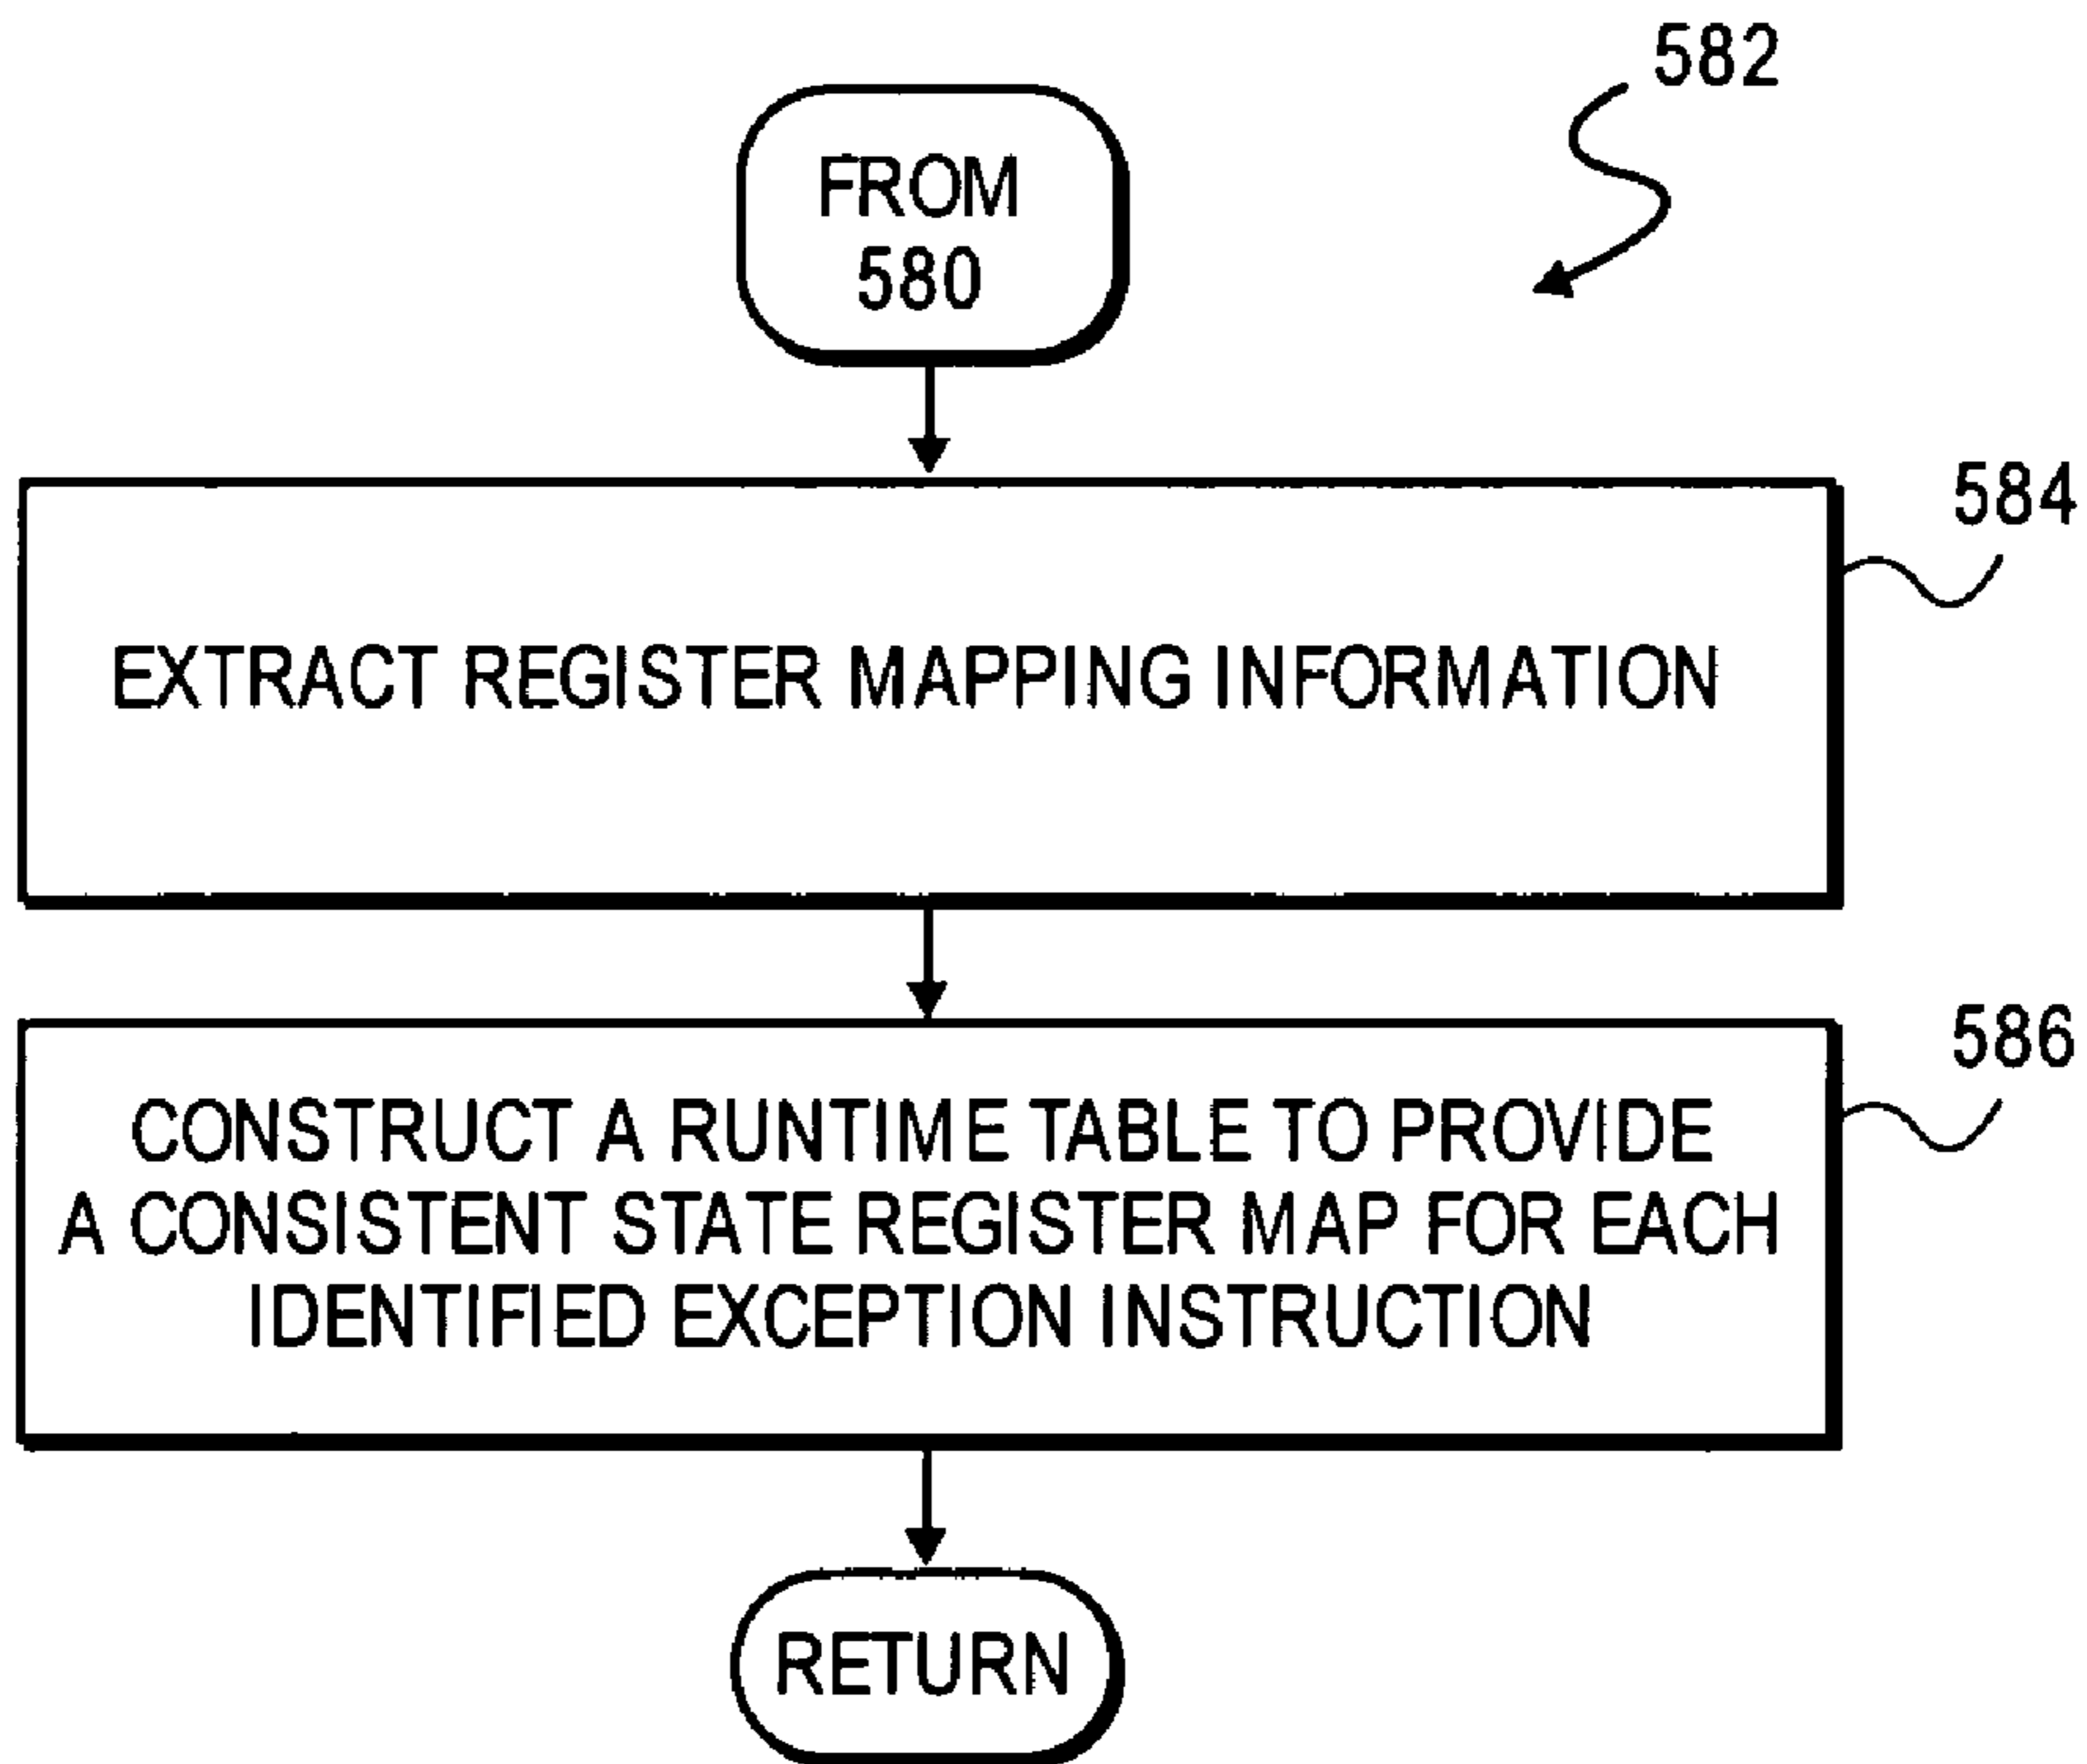 582
FROM
580
584
EXTRACT REGISTER MAPPING INFORMATION
586
CONSTRUCT A RUNTIME TABLE TO PROVIDE
A CONSISTENT STATE REGISTER MAP FOR EACH
IDENTIFIED EXCEPTION INSTRUCTION
RETURN